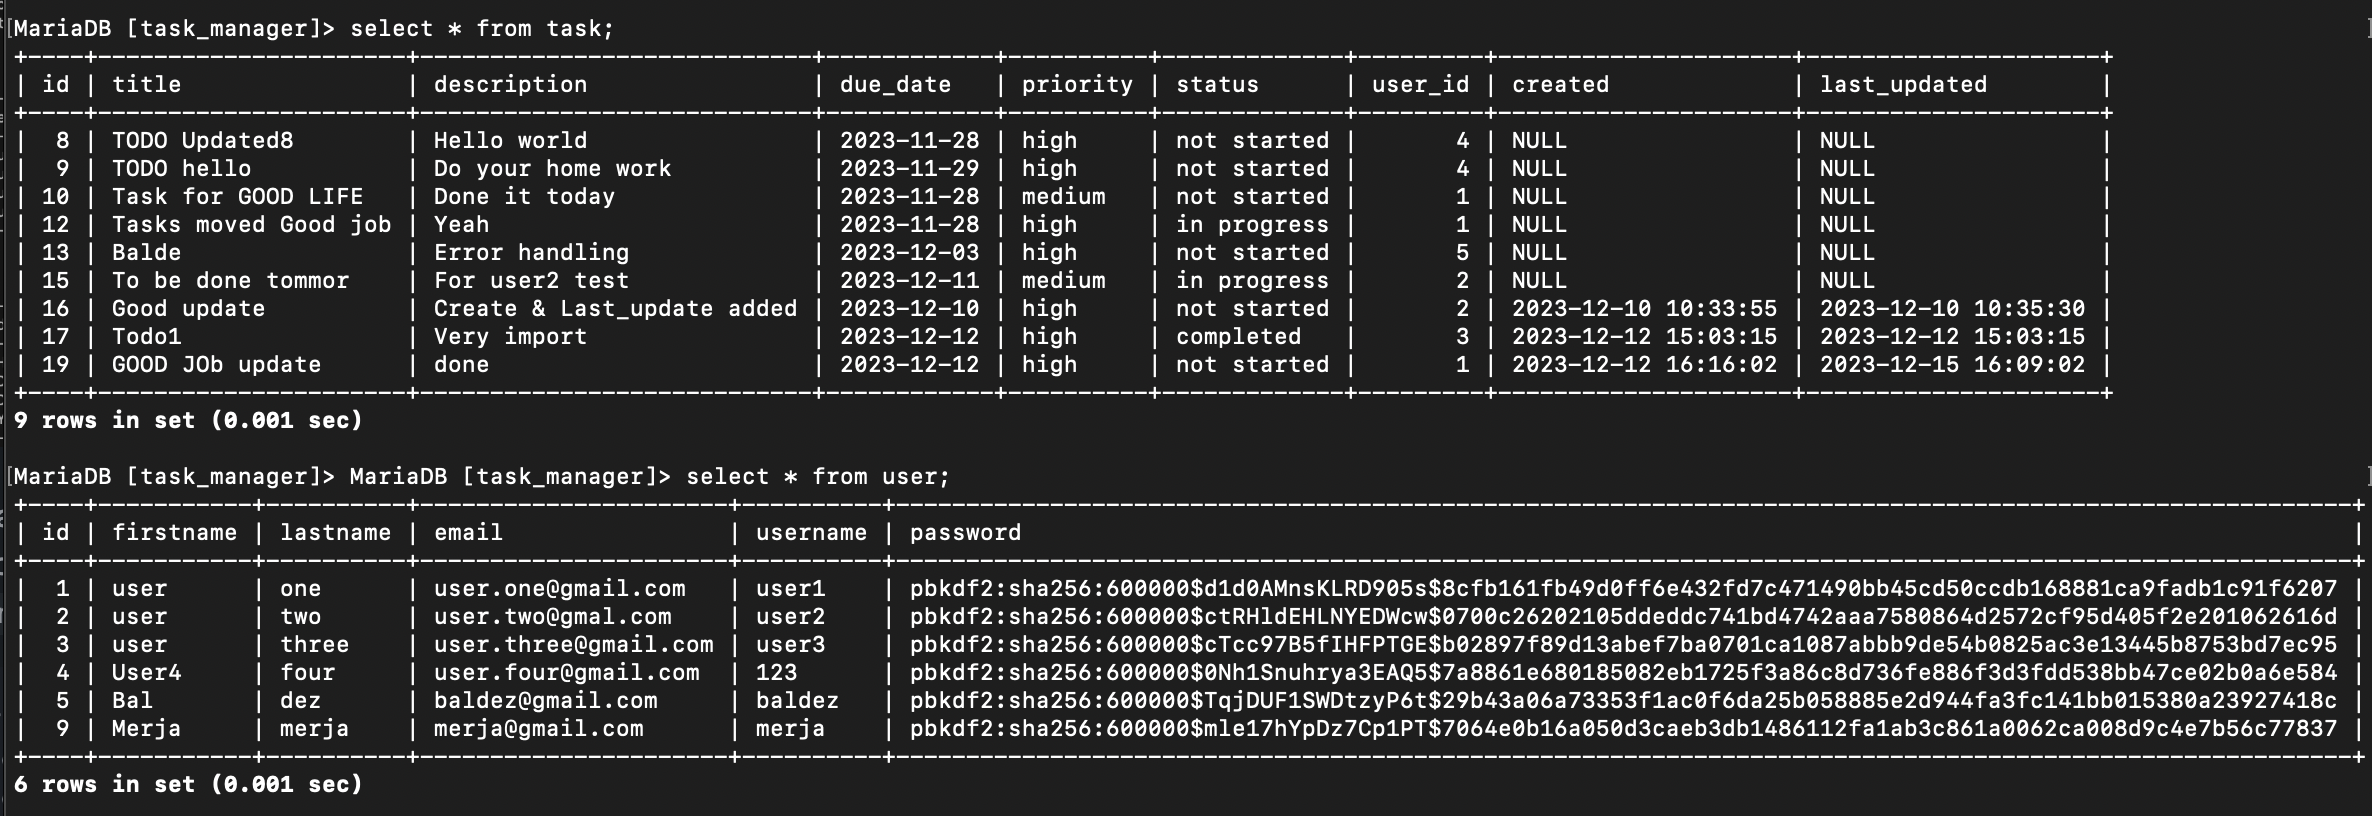 MariaDB [task_manager]> select * from task;
+----+----------------------+----------------------------+------------+----------+-------------+---------+---------------------+---------------------+
| id | title                | description                | due_date   | priority | status      | user_id | created             | last_updated        |
+----+----------------------+----------------------------+------------+----------+-------------+---------+---------------------+---------------------+
|  8 | TODO Updated8        | Hello world                | 2023-11-28 | high     | not started |       4 | NULL                | NULL                |
|  9 | TODO hello           | Do your home work          | 2023-11-29 | high     | not started |       4 | NULL                | NULL                |
| 10 | Task for GOOD LIFE   | Done it today              | 2023-11-28 | medium   | not started |       1 | NULL                | NULL                |
| 12 | Tasks moved Good job | Yeah                       | 2023-11-28 | high     | in progress |       1 | NULL                | NULL                |
| 13 | Balde                | Error handling             | 2023-12-03 | high     | not started |       5 | NULL                | NULL                |
| 15 | To be done tommor    | For user2 test             | 2023-12-11 | medium   | in progress |       2 | NULL                | NULL                |
| 16 | Good update          | Create & Last_update added | 2023-12-10 | high     | not started |       2 | 2023-12-10 10:33:55 | 2023-12-10 10:35:30 |
| 17 | Todo1                | Very import                | 2023-12-12 | high     | completed   |       3 | 2023-12-12 15:03:15 | 2023-12-12 15:03:15 |
| 19 | GOOD JOb update      | done                       | 2023-12-12 | high     | not started |       1 | 2023-12-12 16:16:02 | 2023-12-15 16:09:02 |
+----+----------------------+----------------------------+------------+----------+-------------+---------+---------------------+---------------------+
9 rows in set (0.001 sec)

MariaDB [task_manager]> MariaDB [task_manager]> select * from user;
+----+-----------+----------+----------------------+----------+--------------------------------------------------------------------------------------------------------+
| id | firstname | lastname | email                | username | password                                                                                               |
+----+-----------+----------+----------------------+----------+--------------------------------------------------------------------------------------------------------+
|  1 | user      | one      | user.one@gmail.com   | user1    | pbkdf2:sha256:600000$d1d0AMnsKLRD905s$8cfb161fb49d0ff6e432fd7c471490bb45cd50ccdb168881ca9fadb1c91f6207 |
|  2 | user      | two      | user.two@gmal.com    | user2    | pbkdf2:sha256:600000$ctRHldEHLNYEDWcw$0700c26202105ddeddc741bd4742aaa7580864d2572cf95d405f2e201062616d |
|  3 | user      | three    | user.three@gmail.com | user3    | pbkdf2:sha256:600000$cTcc97B5fIHFPTGE$b02897f89d13abef7ba0701ca1087abbb9de54b0825ac3e13445b8753bd7ec95 |
|  4 | User4     | four     | user.four@gmail.com  | 123      | pbkdf2:sha256:600000$0Nh1Snuhrya3EAQ5$7a8861e680185082eb1725f3a86c8d736fe886f3d3fdd538bb47ce02b0a6e584 |
|  5 | Bal       | dez      | baldez@gmail.com     | baldez   | pbkdf2:sha256:600000$TqjDUF1SWDtzyP6t$29b43a06a73353f1ac0f6da25b058885e2d944fa3fc141bb015380a23927418c |
|  9 | Merja     | merja    | merja@gmail.com      | merja    | pbkdf2:sha256:600000$mle17hYpDz7Cp1PT$7064e0b16a050d3caeb3db1486112fa1ab3c861a0062ca008d9c4e7b56c77837 |
+----+-----------+----------+----------------------+----------+--------------------------------------------------------------------------------------------------------+
6 rows in set (0.001 sec)